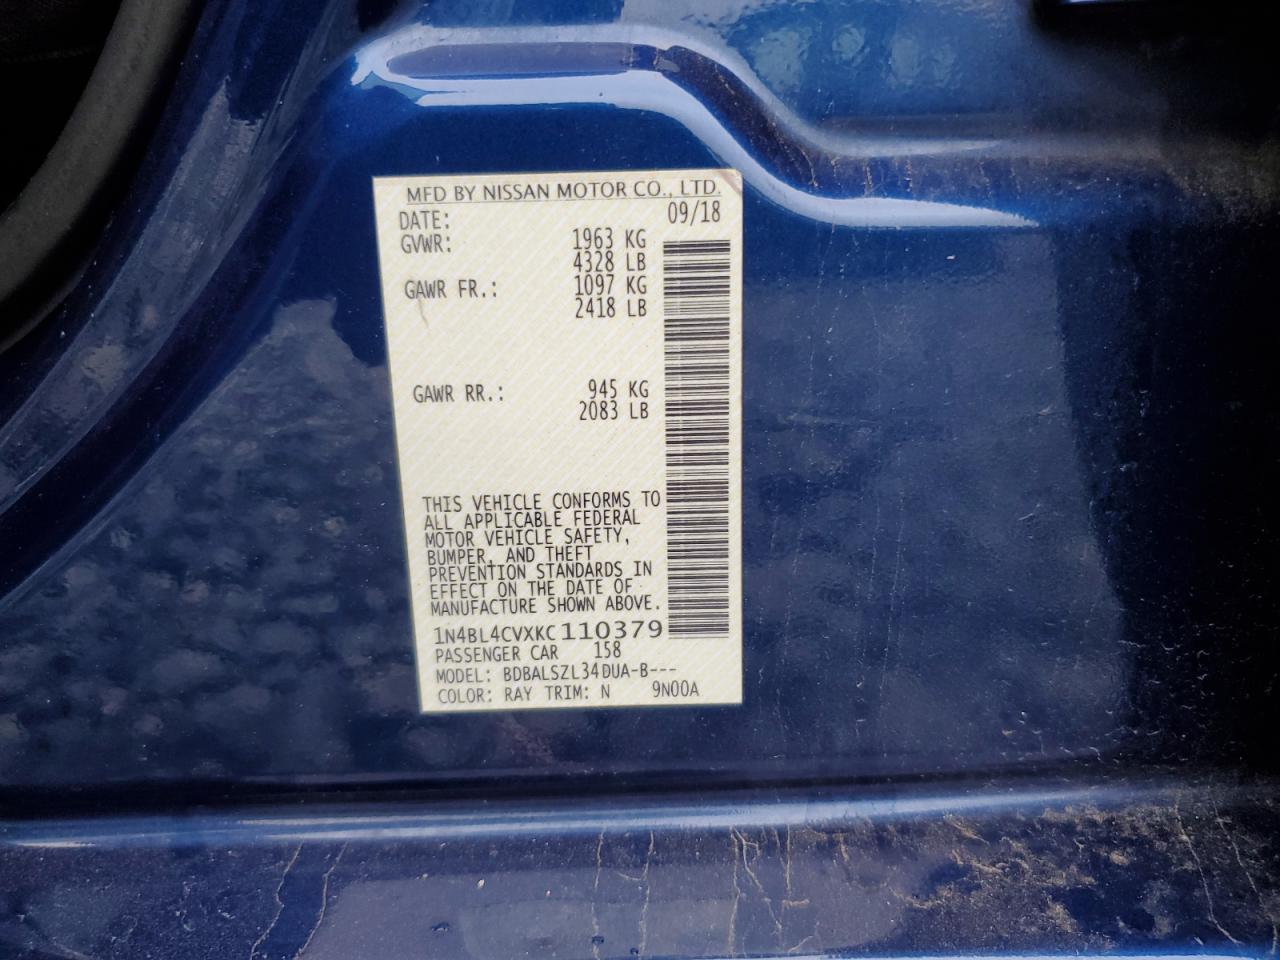 MFD BY NISSAN MOTOR CO., LTD.
DATE: 09/18
GVWR: 1963 KG
4328 LB
GAWR FR.: 1097 KG
2418 LB
GAWR RR.: 945 KG
2083 LB
THIS VEHICLE CONFORMS TO
ALL APPLICABLE FEDERAL
MOTOR VEHICLE SAFETY,
BUMPER, AND THEFT
PREVENTION STANDARDS IN
EFFECT ON THE DATE OF
MANUFACTURE SHOWN ABOVE.
1N4BL4CVXKC110379
PASSENGER CAR 158
MODEL: BDBALSZL34DUA-B---
COLOR: RAY TRIM: N 9N00A